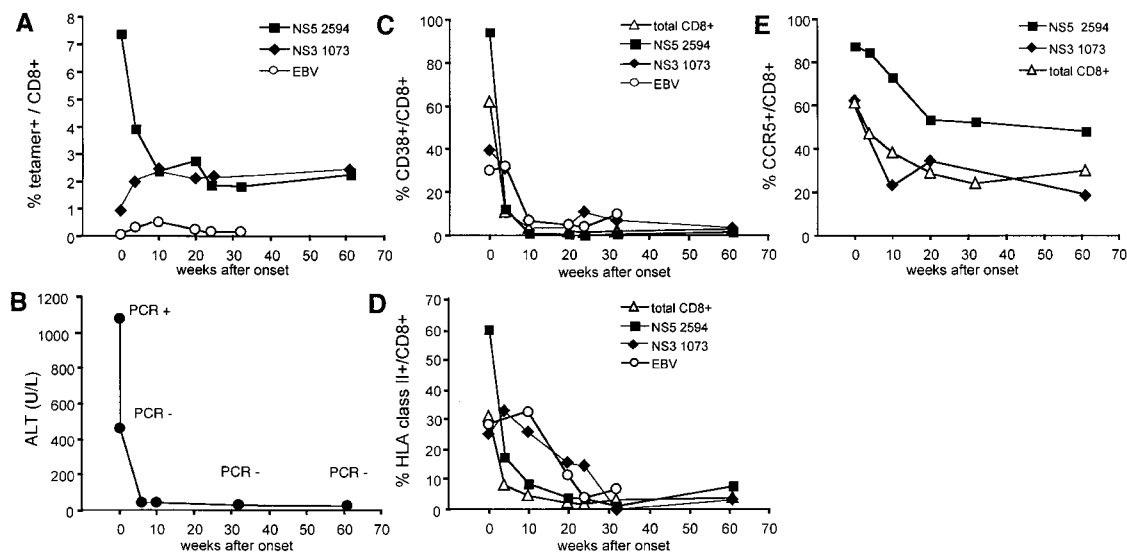 A
8
7
6
5
4
3
2
1
0
% tetamer+ / CD8+
NS5 2594
NS3 1073
EBV
0 10 20 30 40 50 60 70
weeks after onset
C
100
80
60
40
20
0
% CD38+/CD8+
total CD8+
NS5 2594
NS3 1073
EBV
0 10 20 30 40 50 60 70
weeks after onset
E
100
80
60
40
20
0
% CCR5+/CD8+
NS5 2594
NS3 1073
total CD8+
0 10 20 30 40 50 60 70
weeks after onset
B
1200
1000
800
600
400
200
0
ALT (U/L)
PCR +
PCR -
PCR -
PCR -
0 10 20 30 40 50 60 70
weeks after onset
D
70
60
50
40
30
20
10
0
% HLA class II+/CD8+
total CD8+
NS5 2594
NS3 1073
EBV
0 10 20 30 40 50 60 70
weeks after onset